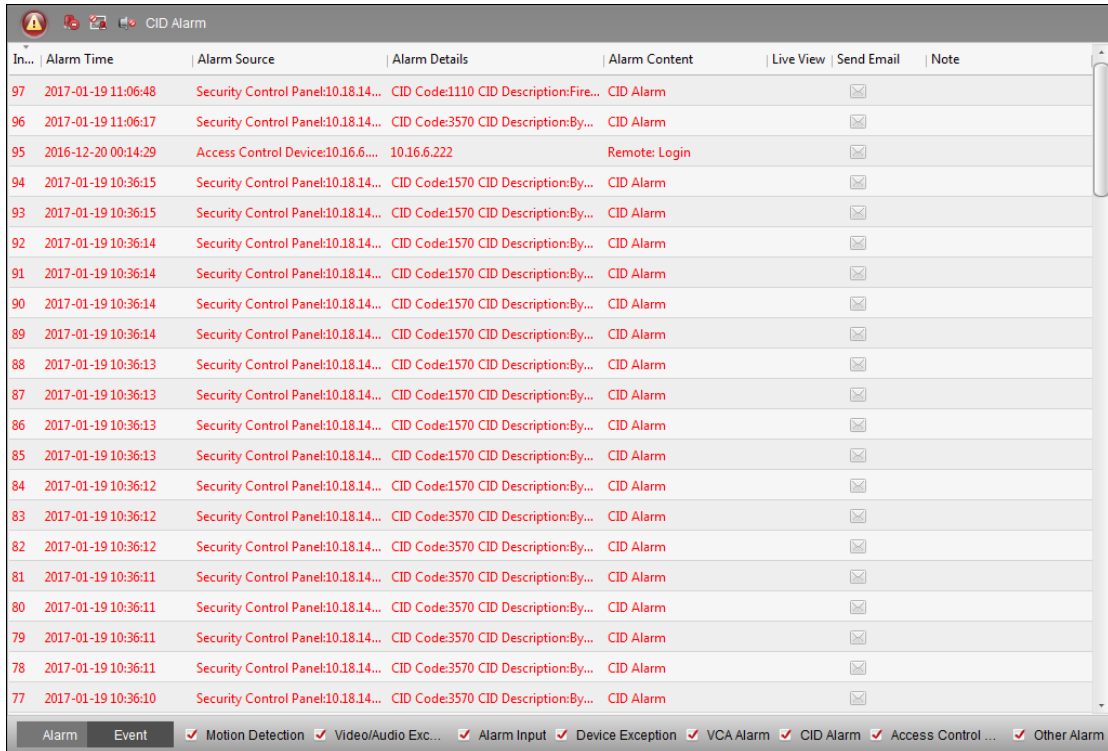 CID Alarm
In... Alarm Time Alarm Source Alarm Details Alarm Content Live View Send Email Note
97 2017-01-19 11:06:48 Security Control Panel:10.18.14... CID Code:1110 CID Description:Fire... CID Alarm
96 2017-01-19 11:06:17 Security Control Panel:10.18.14... CID Code:3570 CID Description:By... CID Alarm
95 2016-12-20 00:14:29 Access Control Device:10.16.6.... 10.16.6.222 Remote: Login
94 2017-01-19 10:36:15 Security Control Panel:10.18.14... CID Code:1570 CID Description:By... CID Alarm
93 2017-01-19 10:36:15 Security Control Panel:10.18.14... CID Code:1570 CID Description:By... CID Alarm
92 2017-01-19 10:36:14 Security Control Panel:10.18.14... CID Code:1570 CID Description:By... CID Alarm
91 2017-01-19 10:36:14 Security Control Panel:10.18.14... CID Code:1570 CID Description:By... CID Alarm
90 2017-01-19 10:36:14 Security Control Panel:10.18.14... CID Code:1570 CID Description:By... CID Alarm
89 2017-01-19 10:36:14 Security Control Panel:10.18.14... CID Code:1570 CID Description:By... CID Alarm
88 2017-01-19 10:36:13 Security Control Panel:10.18.14... CID Code:1570 CID Description:By... CID Alarm
87 2017-01-19 10:36:13 Security Control Panel:10.18.14... CID Code:1570 CID Description:By... CID Alarm
86 2017-01-19 10:36:13 Security Control Panel:10.18.14... CID Code:1570 CID Description:By... CID Alarm
85 2017-01-19 10:36:13 Security Control Panel:10.18.14... CID Code:1570 CID Description:By... CID Alarm
84 2017-01-19 10:36:12 Security Control Panel:10.18.14... CID Code:1570 CID Description:By... CID Alarm
83 2017-01-19 10:36:12 Security Control Panel:10.18.14... CID Code:3570 CID Description:By... CID Alarm
82 2017-01-19 10:36:12 Security Control Panel:10.18.14... CID Code:3570 CID Description:By... CID Alarm
81 2017-01-19 10:36:11 Security Control Panel:10.18.14... CID Code:3570 CID Description:By... CID Alarm
80 2017-01-19 10:36:11 Security Control Panel:10.18.14... CID Code:3570 CID Description:By... CID Alarm
79 2017-01-19 10:36:11 Security Control Panel:10.18.14... CID Code:3570 CID Description:By... CID Alarm
78 2017-01-19 10:36:11 Security Control Panel:10.18.14... CID Code:3570 CID Description:By... CID Alarm
77 2017-01-19 10:36:10 Security Control Panel:10.18.14... CID Code:3570 CID Description:By... CID Alarm
Alarm Event Motion Detection Video/Audio Exc... Alarm Input Device Exception VCA Alarm CID Alarm Access Control ... Other Alarm